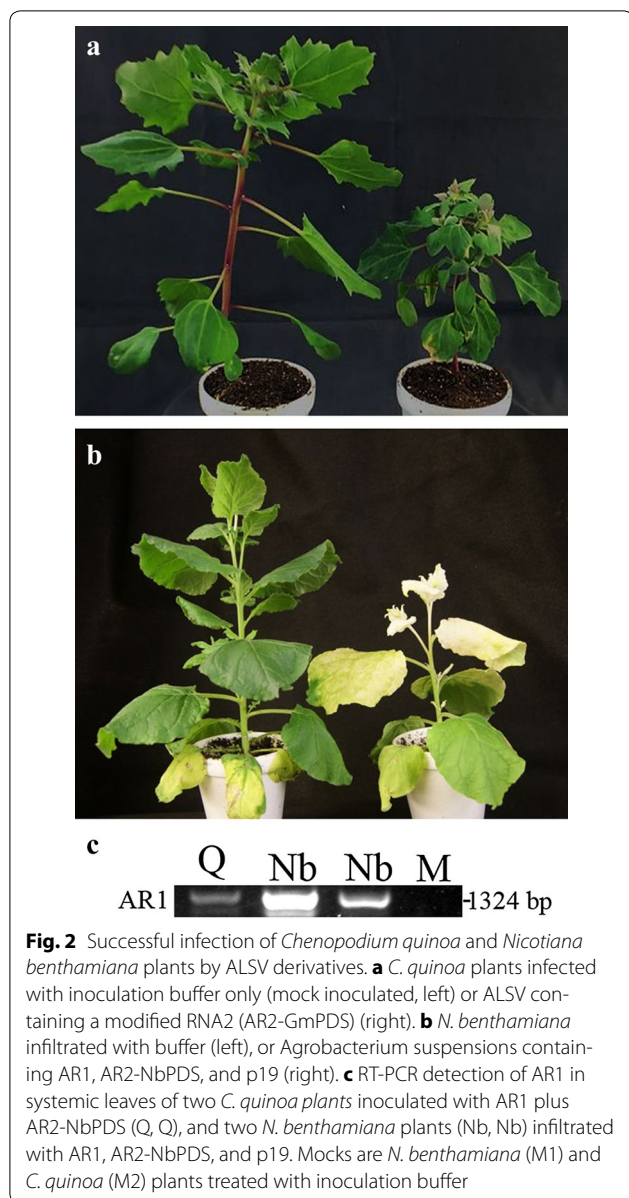 a
b
c
Q Nb Nb M
AR1 -1324 bp
Fig. 2 Successful infection of Chenopodium quinoa and Nicotiana
benthamiana plants by ALSV derivatives. a C. quinoa plants infected
with inoculation buffer only (mock inoculated, left) or ALSV con-
taining a modified RNA2 (AR2-GmPDS) (right). b N. benthamiana
infiltrated with buffer (left), or Agrobacterium suspensions contain-
ing AR1, AR2-NbPDS, and p19 (right). c RT-PCR detection of AR1 in
systemic leaves of two C. quinoa plants inoculated with AR1 plus
AR2-NbPDS (Q, Q), and two N. benthamiana plants (Nb, Nb) infiltrated
with AR1, AR2-NbPDS, and p19. Mocks are N. benthamiana (M1) and
C. quinoa (M2) plants treated with inoculation buffer